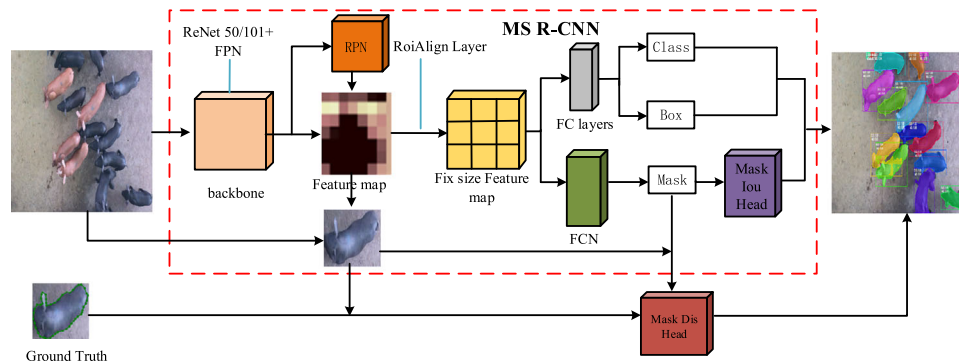 MS R-CNN
ReNet 50/101+
FPN
RPN
RoiAlign Layer
Class
FC layers
Box
backbone
Feature map
Fix size Feature
map
Mask
Mask
Iou
Head
FCN
Mask Dis
Head
Ground Truth